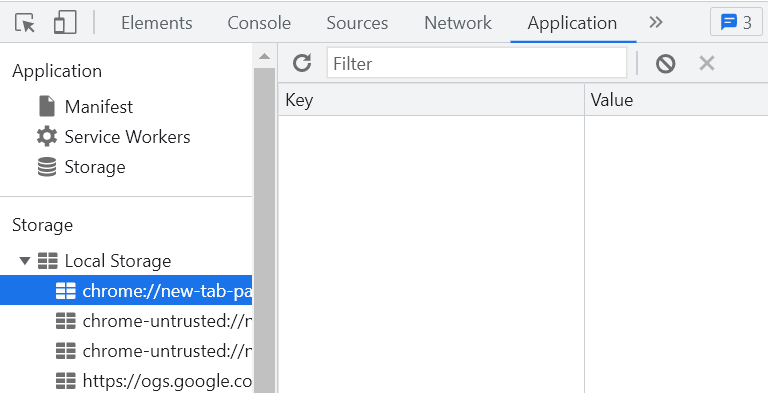 Elements Console Sources Network Application 3
Application
Manifest
Service Workers
Storage
Storage
Local Storage
chrome://new-tab-pa
chrome-untrusted://n
chrome-untrusted://n
https://ogs.google.co
Filter
Key Value